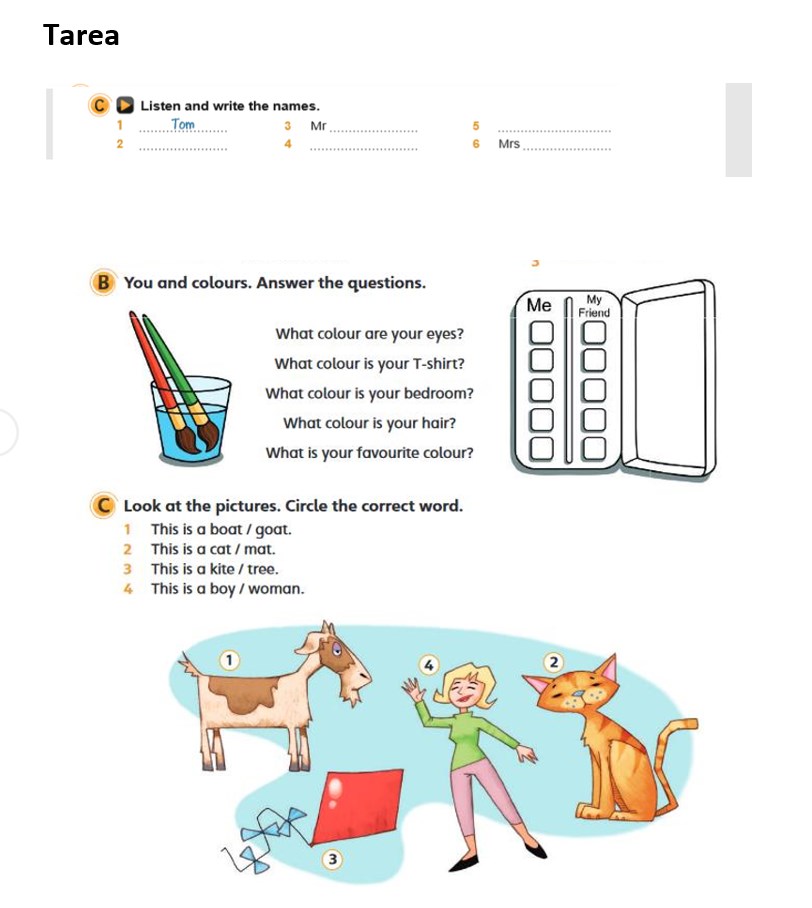 Tarea
C Listen and write the names.
1 ........Tom........ 3 Mr ........................ 5 ................................
2 ........................ 4 ............................. 6 Mrs ........................
3
B You and colours. Answer the questions.
Me My Friend
What colour are your eyes?
What colour is your T-shirt?
What colour is your bedroom?
What colour is your hair?
What is your favourite colour?
C Look at the pictures. Circle the correct word.
1 This is a boat / goat.
2 This is a cat / mat.
3 This is a kite / tree.
4 This is a boy / woman.
1
4
2
3